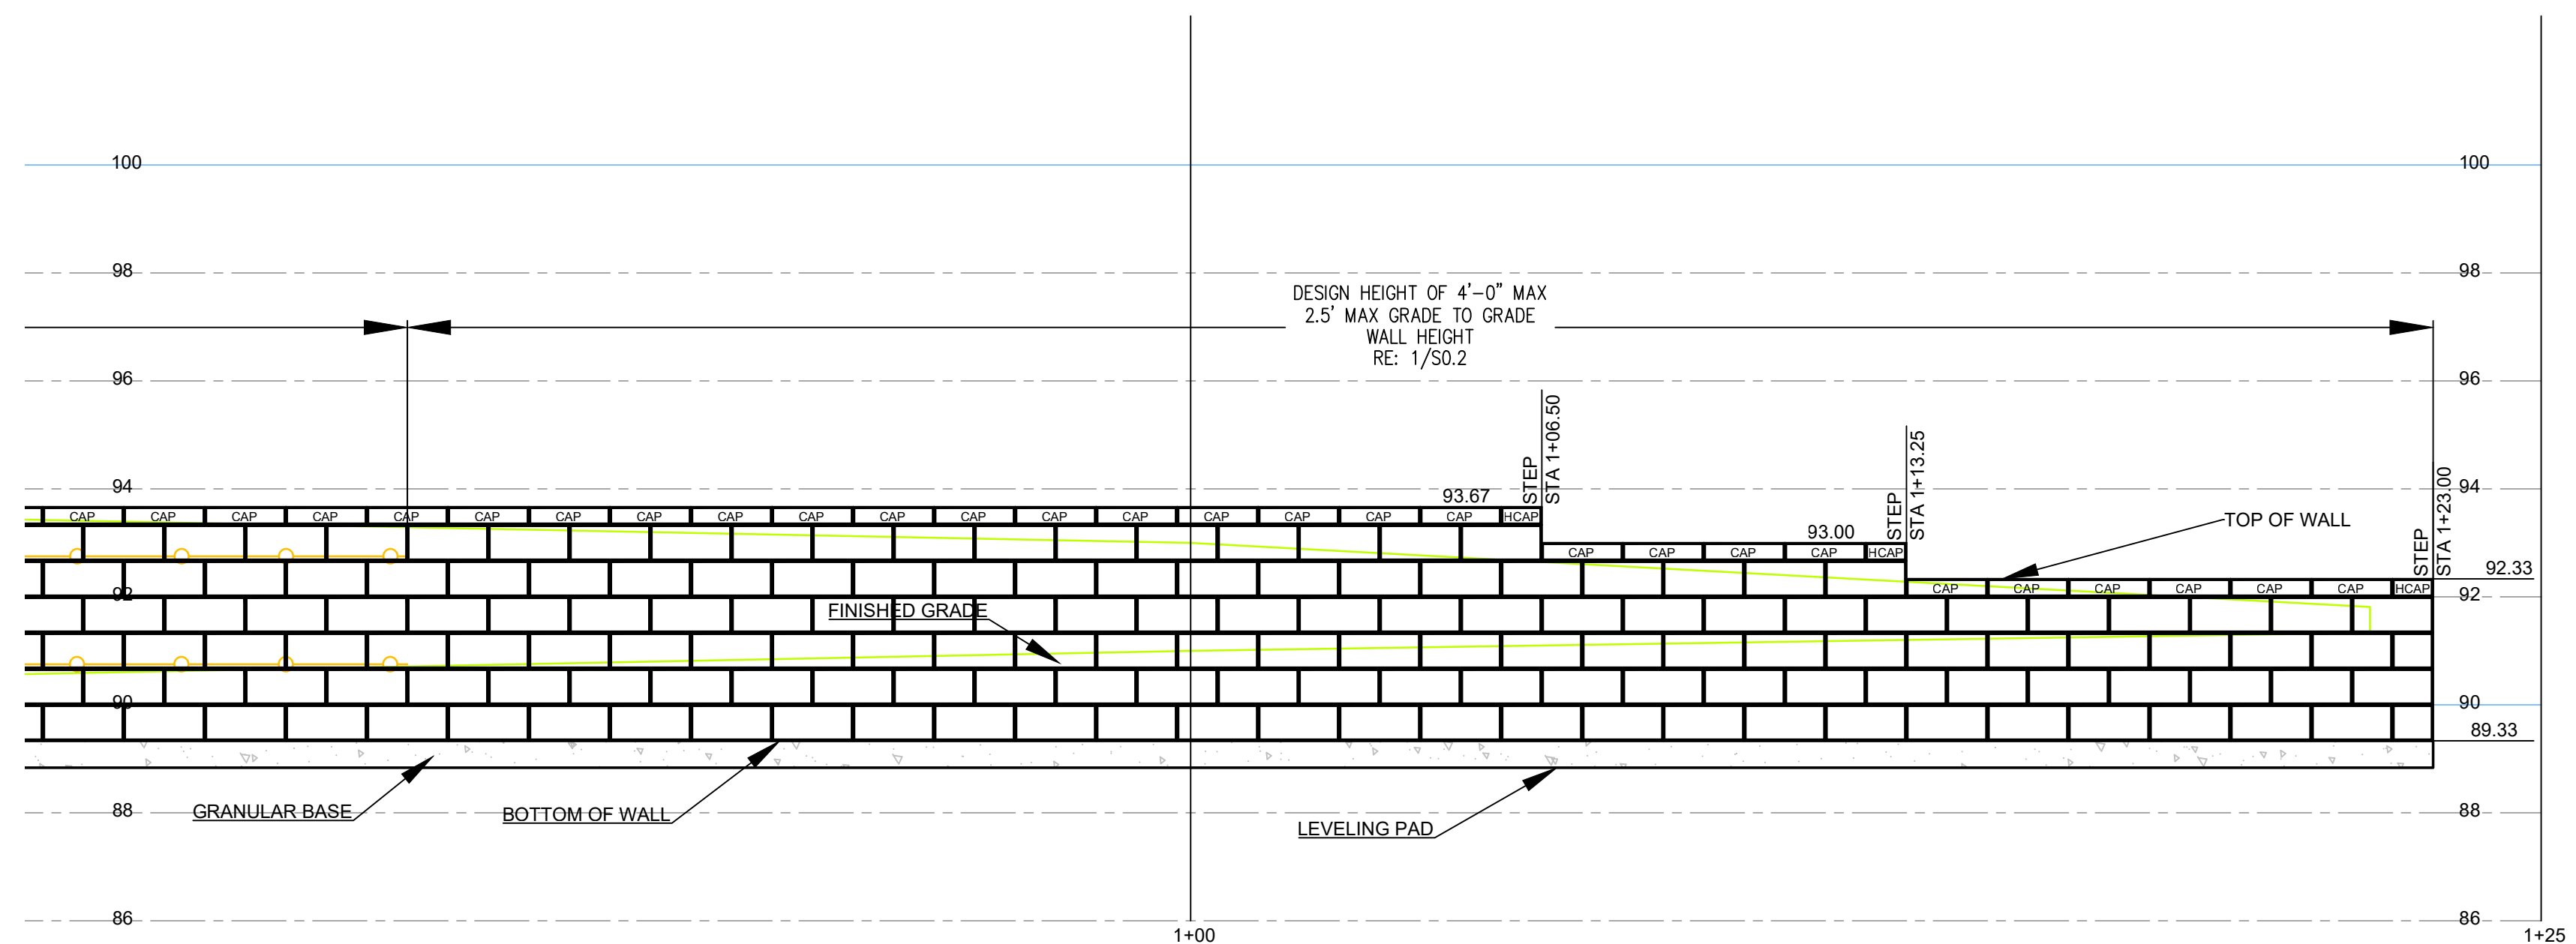 100 100
98 98
DESIGN HEIGHT OF 4'-0" MAX
2.5' MAX GRADE TO GRADE
WALL HEIGHT
RE: 1/S0.2
96 96
STEP
STA 1+06.50
STEP
STA 1+13.25
STEP
STA 1+23.00
94 94
93.67
CAP CAP CAP CAP CAP CAP CAP CAP CAP CAP CAP CAP CAP CAP CAP CAP CAP CAP HCAP
TOP OF WALL
93.00
CAP CAP CAP CAP HCAP
92.33
92 92
CAP CAP CAP CAP CAP CAP HCAP
FINISHED GRADE
90 90
89.33
GRANULAR BASE
BOTTOM OF WALL
88 88
LEVELING PAD
86 86
1+00 1+25